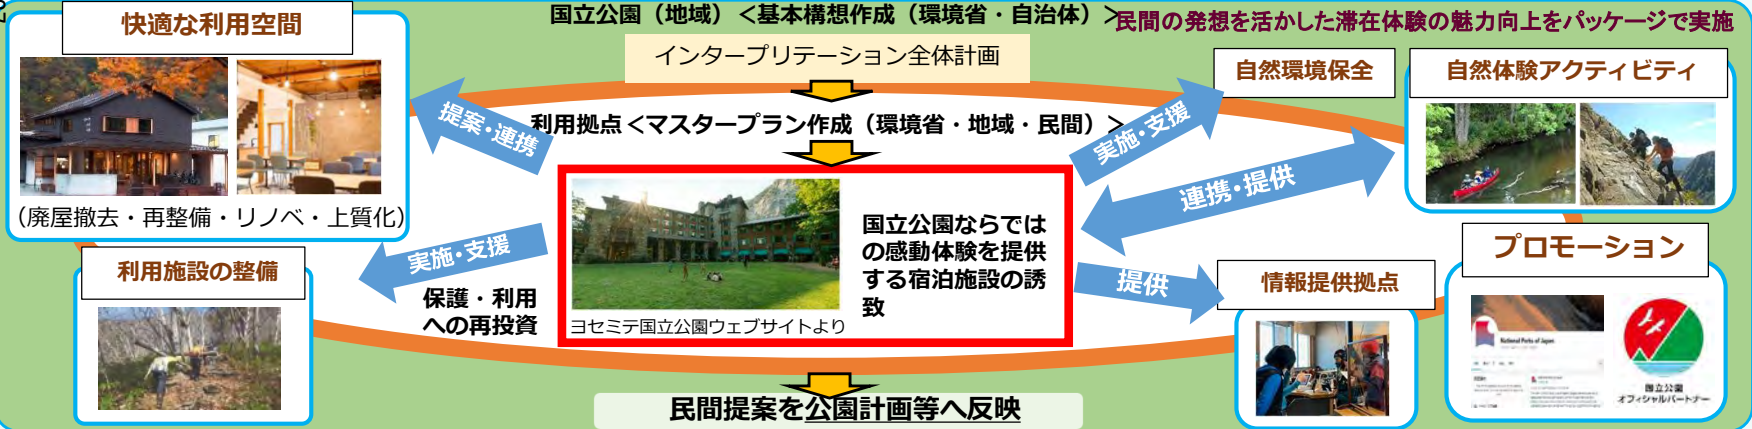 国立公園（地域）<基本構想作成（環境省・自治体）>
民間の発想を活かした滞在体験の魅力向上をパッケージで実施
快適な利用空間
インタープリテーション全体計画
自然環境保全
自然体験アクティビティ
提案・連携
利用拠点<マスタープラン作成（環境省・地域・民間）>
実施・支援
連携・提供
(廃屋撤去・再整備・リノベ・上質化)
国立公園ならでは
の感動体験を提供
する宿泊施設の誘
致
ヨセミテ国立公園ウェブサイトより
利用施設の整備
実施・支援
保護・利用
への再投資
提供
情報提供拠点
プロモーション
National Parks of Japan
国立公園
オフィシャルパートナー
民間提案を公園計画等へ反映